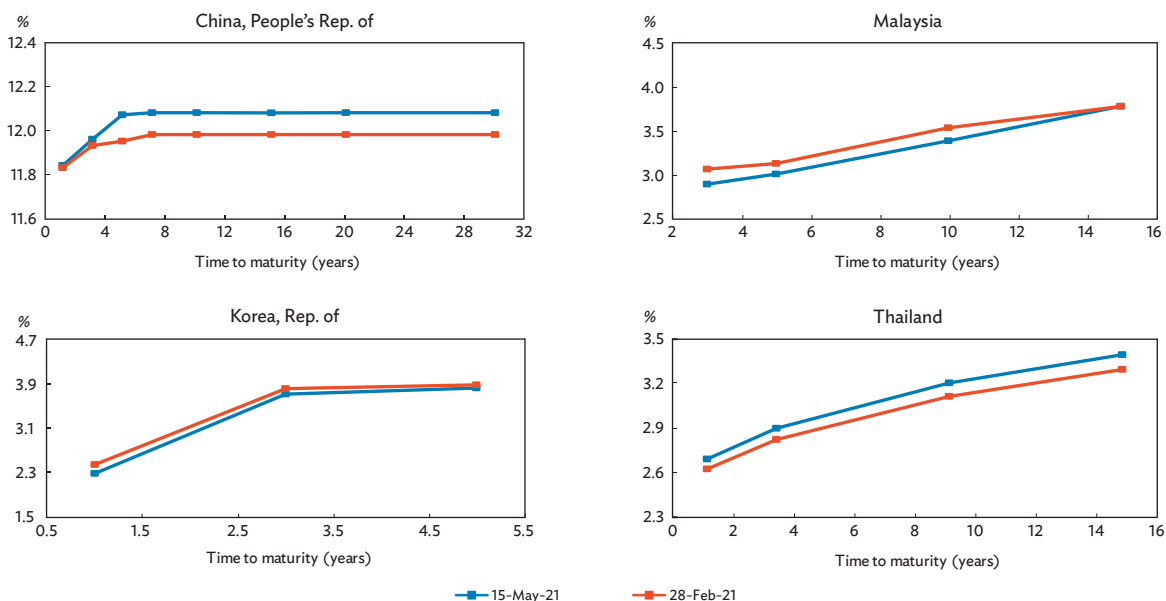 China, People's Rep. of
%
12.4
12.2
12.0
11.8
11.6
0 4 8 12 16 20 24 28 32
Time to maturity (years)
Malaysia
%
4.5
4.0
3.5
3.0
2.5
2 4 6 8 10 12 14 16
Time to maturity (years)
Korea, Rep. of
%
4.7
3.9
3.1
2.3
1.5
0.5 1.5 2.5 3.5 4.5 5.5
Time to maturity (years)
Thailand
%
3.5
3.2
2.9
2.6
2.3
0 2 4 6 8 10 12 14 16
Time to maturity (years)
15-May-21 28-Feb-21